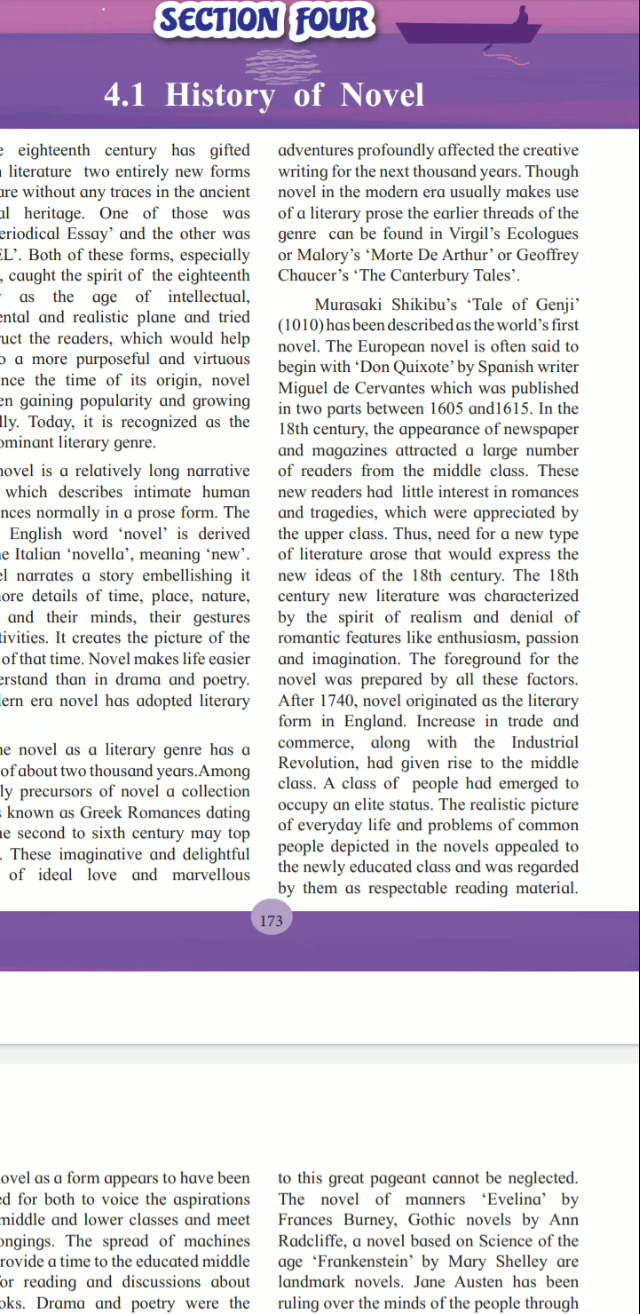 SECTION FOUR
4.1 History of Novel
eighteenth century has gifted
literature two entirely new forms
are without any traces in the ancient
al heritage. One of those was
eriodical Essay’ and the other was
EL’. Both of these forms, especially
, caught the spirit of the eighteenth
as the age of intellectual,
ental and realistic plane and tried
ruct the readers, which would help
o a more purposeful and virtuous
ince the time of its origin, novel
en gaining popularity and growing
lly. Today, it is recognized as the
ominant literary genre.
novel is a relatively long narrative
which describes intimate human
nces normally in a prose form. The
English word ‘novel’ is derived
he Italian ‘novella’, meaning ‘new’.
el narrates a story embellishing it
more details of time, place, nature,
and their minds, their gestures
tivities. It creates the picture of the
of that time. Novel makes life easier
erstand than in drama and poetry.
dern era novel has adopted literary
he novel as a literary genre has a
of about two thousand years.Among
ly precursors of novel a collection
known as Greek Romances dating
he second to sixth century may top
. These imaginative and delightful
of ideal love and marvellous
adventures profoundly affected the creative
writing for the next thousand years. Though
novel in the modern era usually makes use
of a literary prose the earlier threads of the
genre can be found in Virgil’s Ecologues
or Malory’s ‘Morte De Arthur’ or Geoffrey
Chaucer’s ‘The Canterbury Tales’.
Murasaki Shikibu’s ‘Tale of Genji’
(1010) has been described as the world’s first
novel. The European novel is often said to
begin with ‘Don Quixote’ by Spanish writer
Miguel de Cervantes which was published
in two parts between 1605 and1615. In the
18th century, the appearance of newspaper
and magazines attracted a large number
of readers from the middle class. These
new readers had little interest in romances
and tragedies, which were appreciated by
the upper class. Thus, need for a new type
of literature arose that would express the
new ideas of the 18th century. The 18th
century new literature was characterized
by the spirit of realism and denial of
romantic features like enthusiasm, passion
and imagination. The foreground for the
novel was prepared by all these factors.
After 1740, novel originated as the literary
form in England. Increase in trade and
commerce, along with the Industrial
Revolution, had given rise to the middle
class. A class of people had emerged to
occupy an elite status. The realistic picture
of everyday life and problems of common
people depicted in the novels appealed to
the newly educated class and was regarded
by them as respectable reading material.
173
ovel as a form appears to have been
ed for both to voice the aspirations
middle and lower classes and meet
ongings. The spread of machines
rovide a time to the educated middle
for reading and discussions about
oks. Drama and poetry were the
to this great pageant cannot be neglected.
The novel of manners ‘Evelina’ by
Frances Burney, Gothic novels by Ann
Radcliffe, a novel based on Science of the
age ‘Frankenstein’ by Mary Shelley are
landmark novels. Jane Austen has been
ruling over the minds of the people through